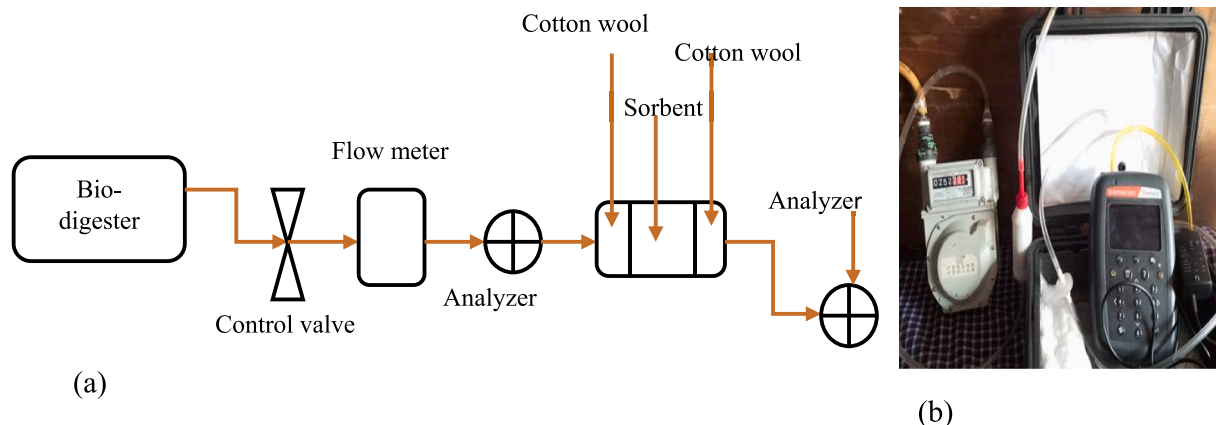 Cotton wool
Cotton wool
Sorbent
Flow meter
Bio-
digester
Analyzer
Analyzer
Control valve
(a)
(b)